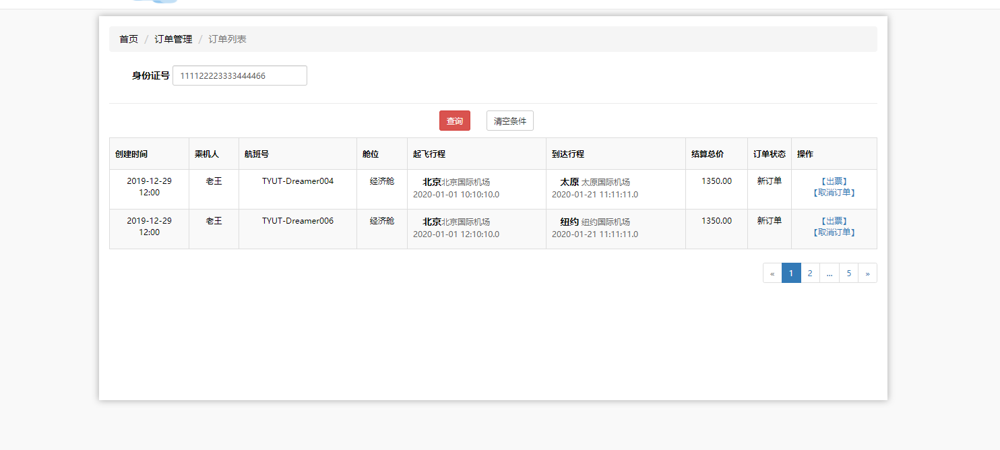 首页 / 订单管理 / 订单列表
身份证号 111122223333444466
查询 清空条件
创建时间 乘机人 航班号 舱位 起飞行程 到达行程 结算总价 订单状态 操作
2019-12-29 老王 TYUT-Dreamer004 经济舱 北京北京国际机场 太原 太原国际机场 1350.00 新订单 【出票】
12:00 2020-01-01 10:10:10.0 2020-01-21 11:11:11.0 【取消订单】
2019-12-29 老王 TYUT-Dreamer006 经济舱 北京北京国际机场 纽约 纽约国际机场 1350.00 新订单 【出票】
12:00 2020-01-01 12:10:10.0 2020-01-21 11:11:11.0 【取消订单】
« 1 2 ... 5 »